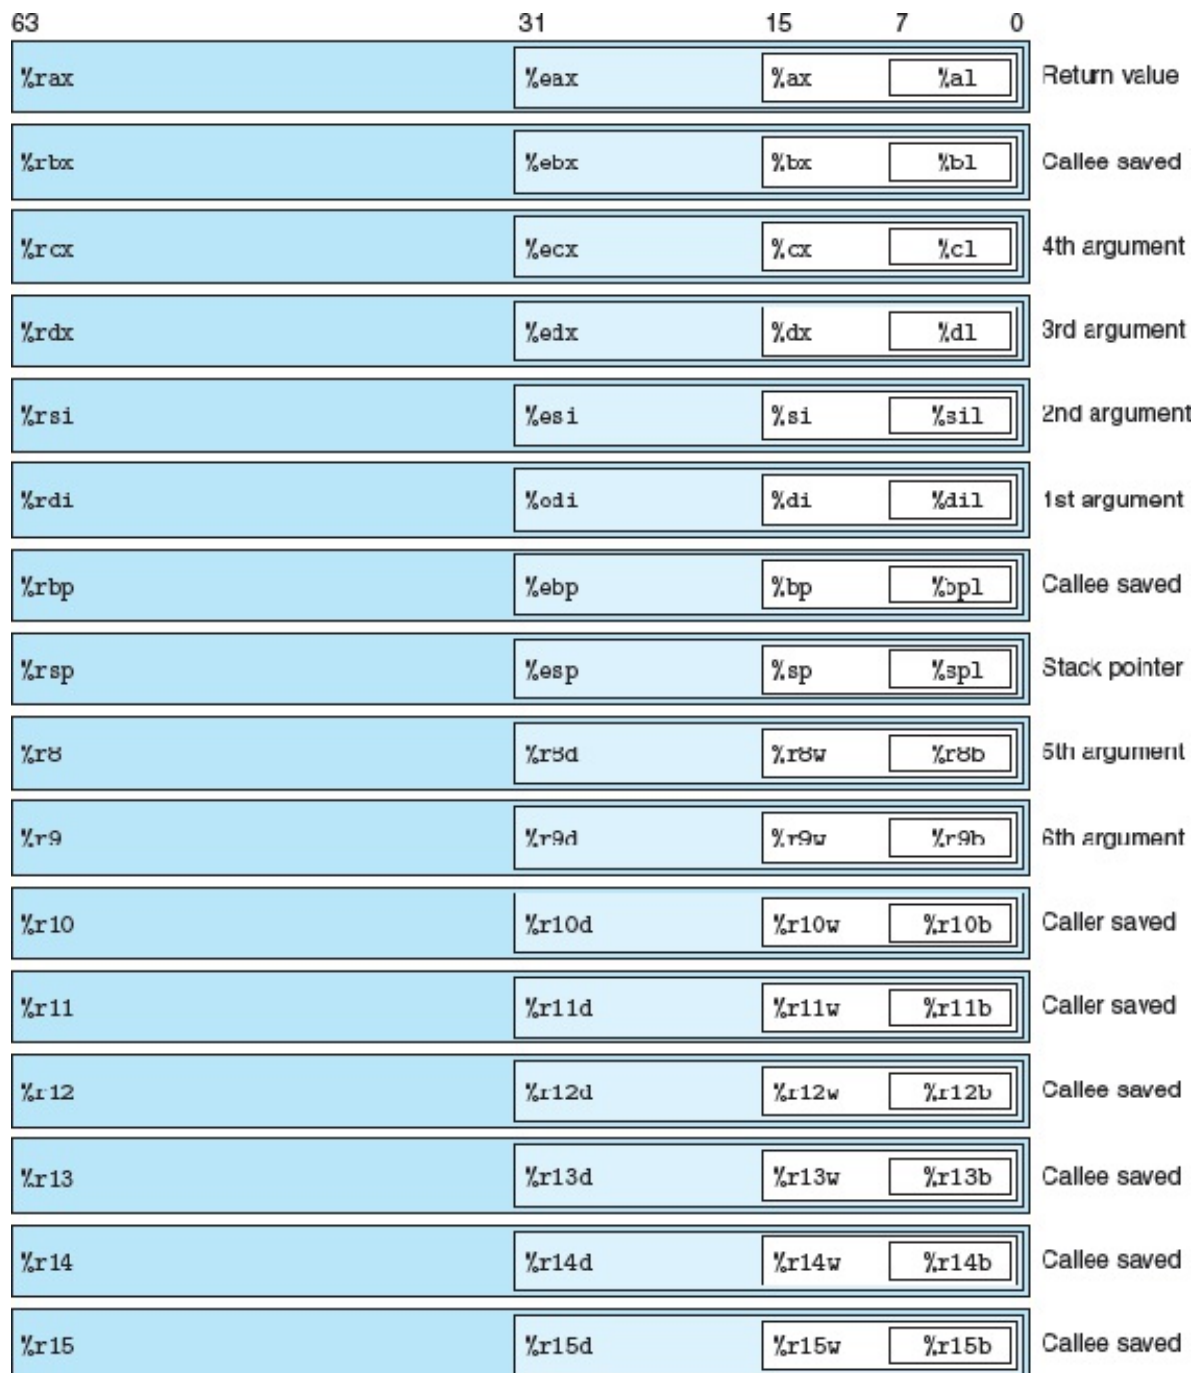 63 31 15 7 0
%rax %eax %ax %al Return value
%rbx %ebx %bx %bl Callee saved
%rcx %ecx %cx %cl 4th argument
%rdx %edx %dx %dl 3rd argument
%rsi %esi %si %sil 2nd argument
%rdi %edi %di %dil 1st argument
%rbp %ebp %bp %bpl Callee saved
%rsp %esp %sp %spl Stack pointer
%r8 %r8d %r8w %r8b 5th argument
%r9 %r9d %r9w %r9b 6th argument
%r10 %r10d %r10w %r10b Caller saved
%r11 %r11d %r11w %r11b Caller saved
%r12 %r12d %r12w %r12b Callee saved
%r13 %r13d %r13w %r13b Callee saved
%r14 %r14d %r14w %r14b Callee saved
%r15 %r15d %r15w %r15b Callee saved